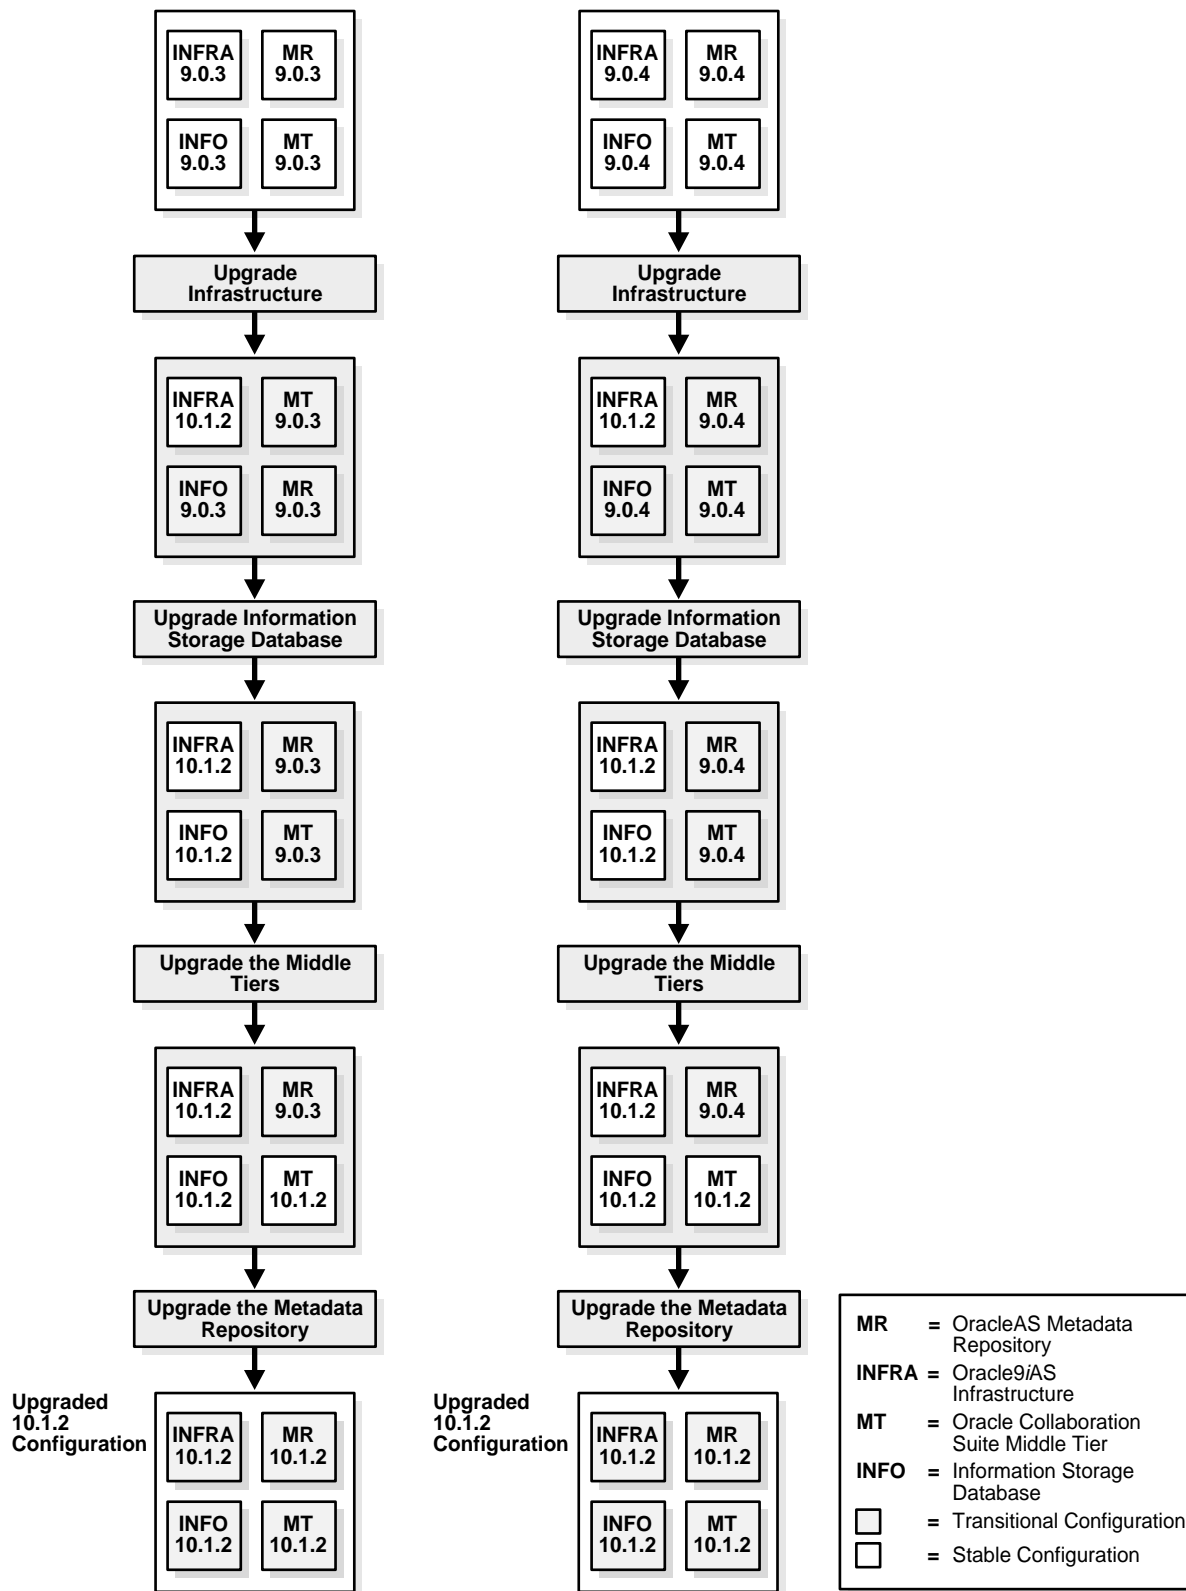 INFRA
9.0.3
MR
9.0.3
INFO
9.0.3
MT
9.0.3
Upgrade
Infrastructure
INFRA
10.1.2
MT
9.0.3
INFO
9.0.3
MR
9.0.3
Upgrade Information
Storage Database
INFRA
10.1.2
MR
9.0.3
INFO
10.1.2
MT
9.0.3
Upgrade the Middle
Tiers
INFRA
10.1.2
MR
9.0.3
INFO
10.1.2
MT
10.1.2
Upgrade the Metadata
Repository
Upgraded
10.1.2
Configuration
INFRA
10.1.2
MR
10.1.2
INFO
10.1.2
MT
10.1.2
INFRA
9.0.4
MR
9.0.4
INFO
9.0.4
MT
9.0.4
Upgrade
Infrastructure
INFRA
10.1.2
MR
9.0.4
INFO
9.0.4
MT
9.0.4
Upgrade Information
Storage Database
INFRA
10.1.2
MR
9.0.4
INFO
10.1.2
MT
9.0.4
Upgrade the Middle
Tiers
INFRA
10.1.2
MR
9.0.4
INFO
10.1.2
MT
10.1.2
Upgrade the Metadata
Repository
Upgraded
10.1.2
Configuration
INFRA
10.1.2
MR
10.1.2
INFO
10.1.2
MT
10.1.2
MR = OracleAS Metadata
Repository
INFRA = Oracle9iAS
Infrastructure
MT = Oracle Collaboration
Suite Middle Tier
INFO = Information Storage
Database
= Transitional Configuration
= Stable Configuration